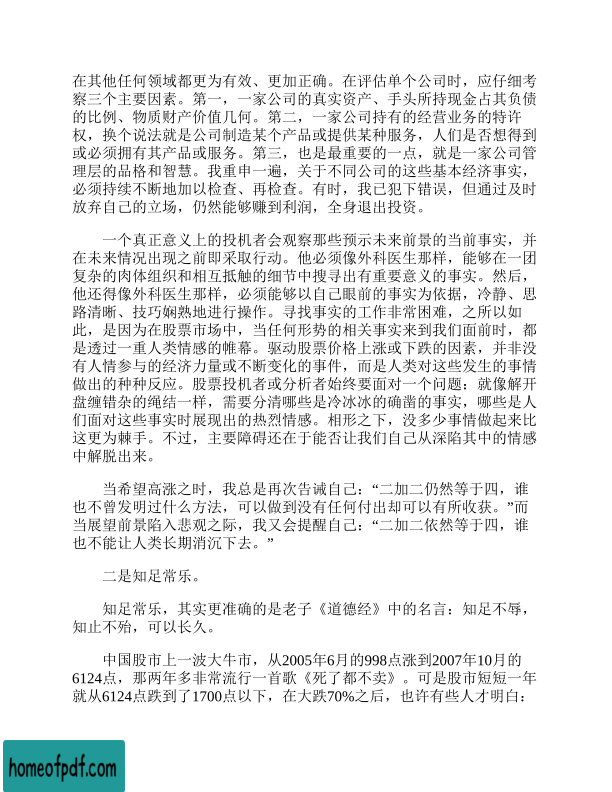 在其他任何领域都更为有效、更加正确。在评估单个公司时，应仔细考
察三个主要因素。第一，一家公司的真实资产、手头所持现金占其负债
的比例、物质财产价值几何。第二，一家公司持有的经营业务的特许
权，换个说法就是公司制造某个产品或提供某种服务，人们是否想得到
或必须拥有其产品或服务。第三，也是最重要的一点，就是一家公司管
理层的品格和智慧。我重申一遍，关于不同公司的这些基本经济事实，
必须持续不断地加以检查、再检查。有时，我已犯下错误，但通过及时
放弃自己的立场，仍然能够赚到利润，全身退出投资。
一个真正意义上的投机者会观察那些预示未来前景的当前事实，并
在未来情况出现之前即采取行动。他必须像外科医生那样，能够在一团
复杂的肉体组织和相互抵触的细节中搜寻出有重要意义的事实。然后，
他还得像外科医生那样，必须能够以自己眼前的事实为依据，冷静、思
路清晰、技巧娴熟地进行操作。寻找事实的工作非常困难，之所以如
此，是因为在股票市场中，当任何形势的相关事实来到我们面前时，都
是透过一重人类情感的帷幕。驱动股票价格上涨或下跌的因素，并非没
有人情参与的经济力量或不断变化的事件，而是人类对这些发生的事情
做出的种种反应。股票投机者或分析者始终要面对一个问题：就像解开
盘缠错杂的绳结一样，需要分清哪些是冷冰冰的确凿的事实，哪些是人
们面对这些事实时展现出的热烈情感。相形之下，没多少事情做起来比
这更为棘手。不过，主要障碍还在于能否让我们自己从深陷其中的情感
中解脱出来。
当希望高涨之时，我总是再次告诫自己：“二加二仍然等于四，谁
也不曾发明过什么方法，可以做到没有任何付出却可以有所收获。”而
当展望前景陷入悲观之际，我又会提醒自己：“二加二依然等于四，谁
也不能让人类长期消沉下去。”
二是知足常乐。
知足常乐，其实更准确的是老子《道德经》中的名言：知足不辱，
知止不殆，可以长久。
中国股市上一波大牛市，从2005年6月的998点涨到2007年10月的
6124点，那两年多非常流行一首歌《死了都不卖》。可是股市短短一年
就从6124点跌到了1700点以下，在大跌70%之后，也许有些人才明白：
homeofpdf.com